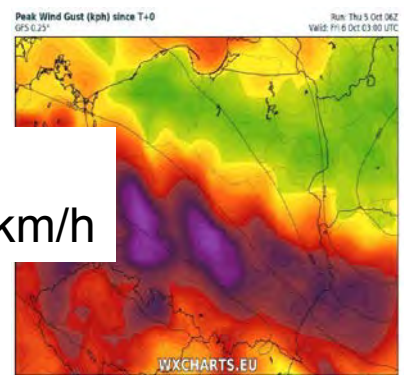 Peak Wind Gust (kph) since T+0
GFS 0.25°
Run: Thu 5 Oct 06Z
Valid: Fri 6 Oct 03:00 UTC
km/h
WXCHARTS.EU